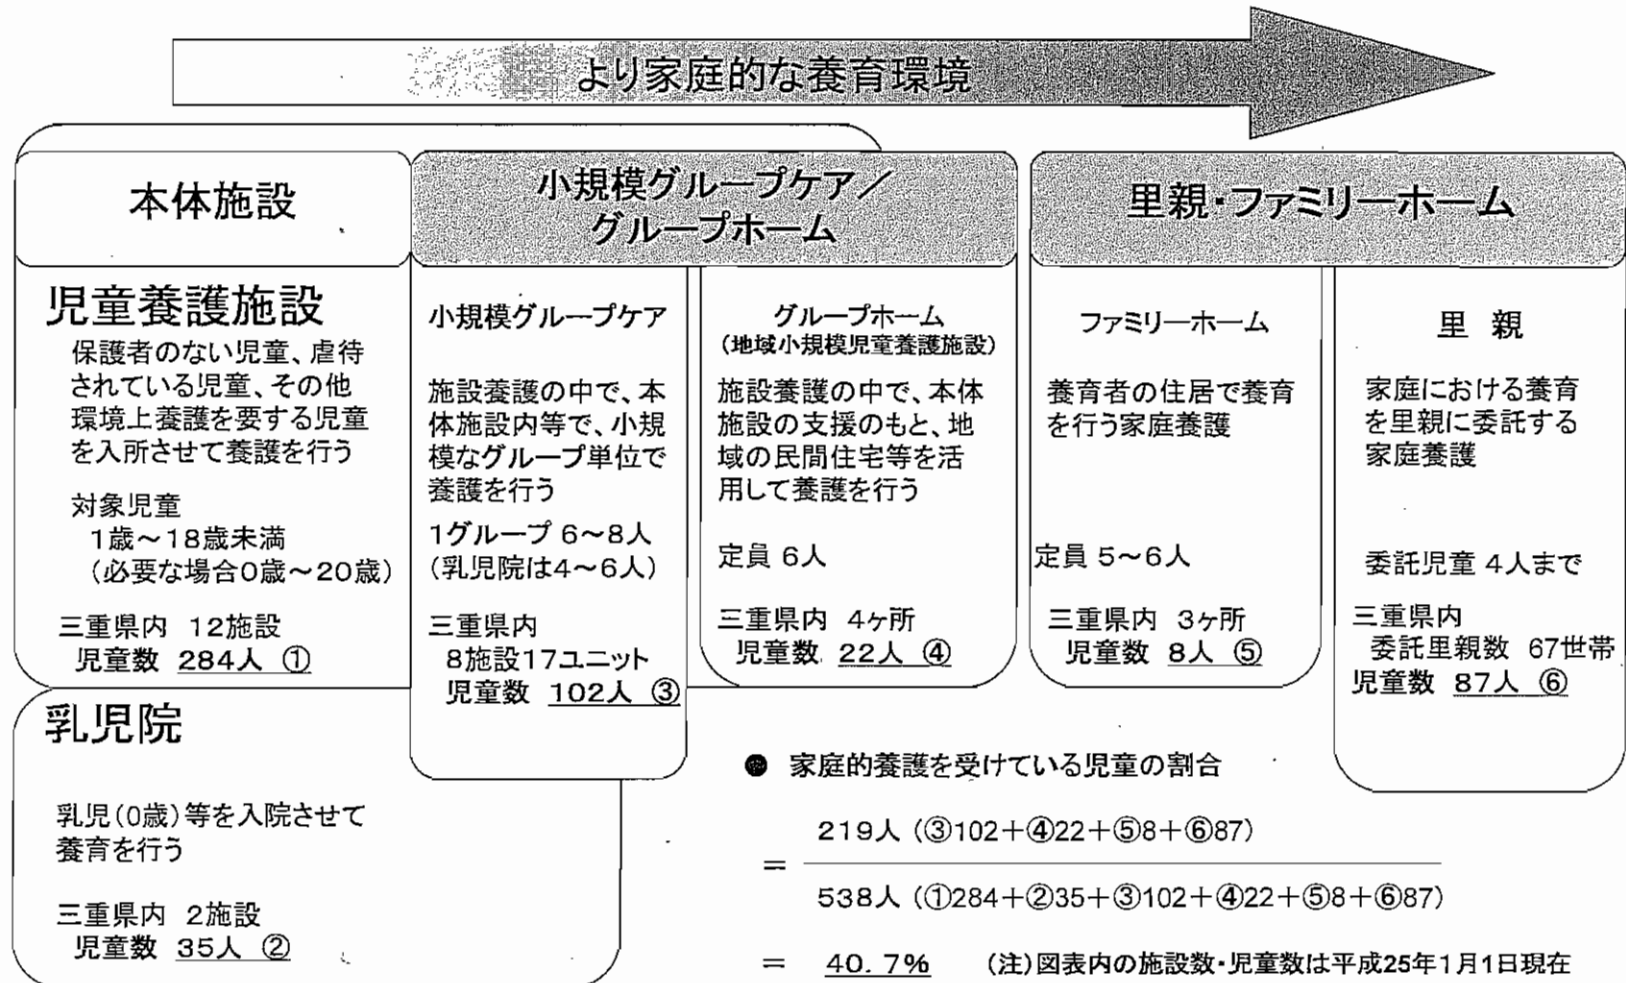 より家庭的な養育環境
本体施設
児童養護施設
保護者のない児童、虐待
されている児童、その他
環境上養護を要する児童
を入所させて養護を行う
対象児童
1歳～18歳未満
(必要な場合0歳～20歳)
三重県内 12施設
児童数 284人 ①
乳児院
乳児(0歳)等を入院させて
養育を行う
三重県内 2施設
児童数 35人 ②
小規模グループケア／
グループホーム
小規模グループケア
施設養護の中で、本
体施設内等で、小規
模なグループ単位で
養護を行う
1グループ 6～8人
(乳児院は4～6人)
三重県内
8施設17ユニット
児童数 102人 ③
グループホーム
(地域小規模児童養護施設)
施設養護の中で、本体
施設の支援のもと、地
域の民間住宅等を活
用して養護を行う
定員 6人
三重県内 4ヶ所
児童数 22人 ④
里親・ファミリーホーム
ファミリーホーム
養育者の住居で養育
を行う家庭養護
定員 5～6人
三重県内 3ヶ所
児童数 8人 ⑤
里 親
家庭における養育
を里親に委託する
家庭養護
委託児童 4人まで
三重県内
委託里親数 67世帯
児童数 87人 ⑥
● 家庭的養護を受けている児童の割合
219人 (③102+④22+⑤8+⑥87)
=
538人 (①284+②35+③102+④22+⑤8+⑥87)
= 40.7% (注)図表内の施設数・児童数は平成25年1月1日現在